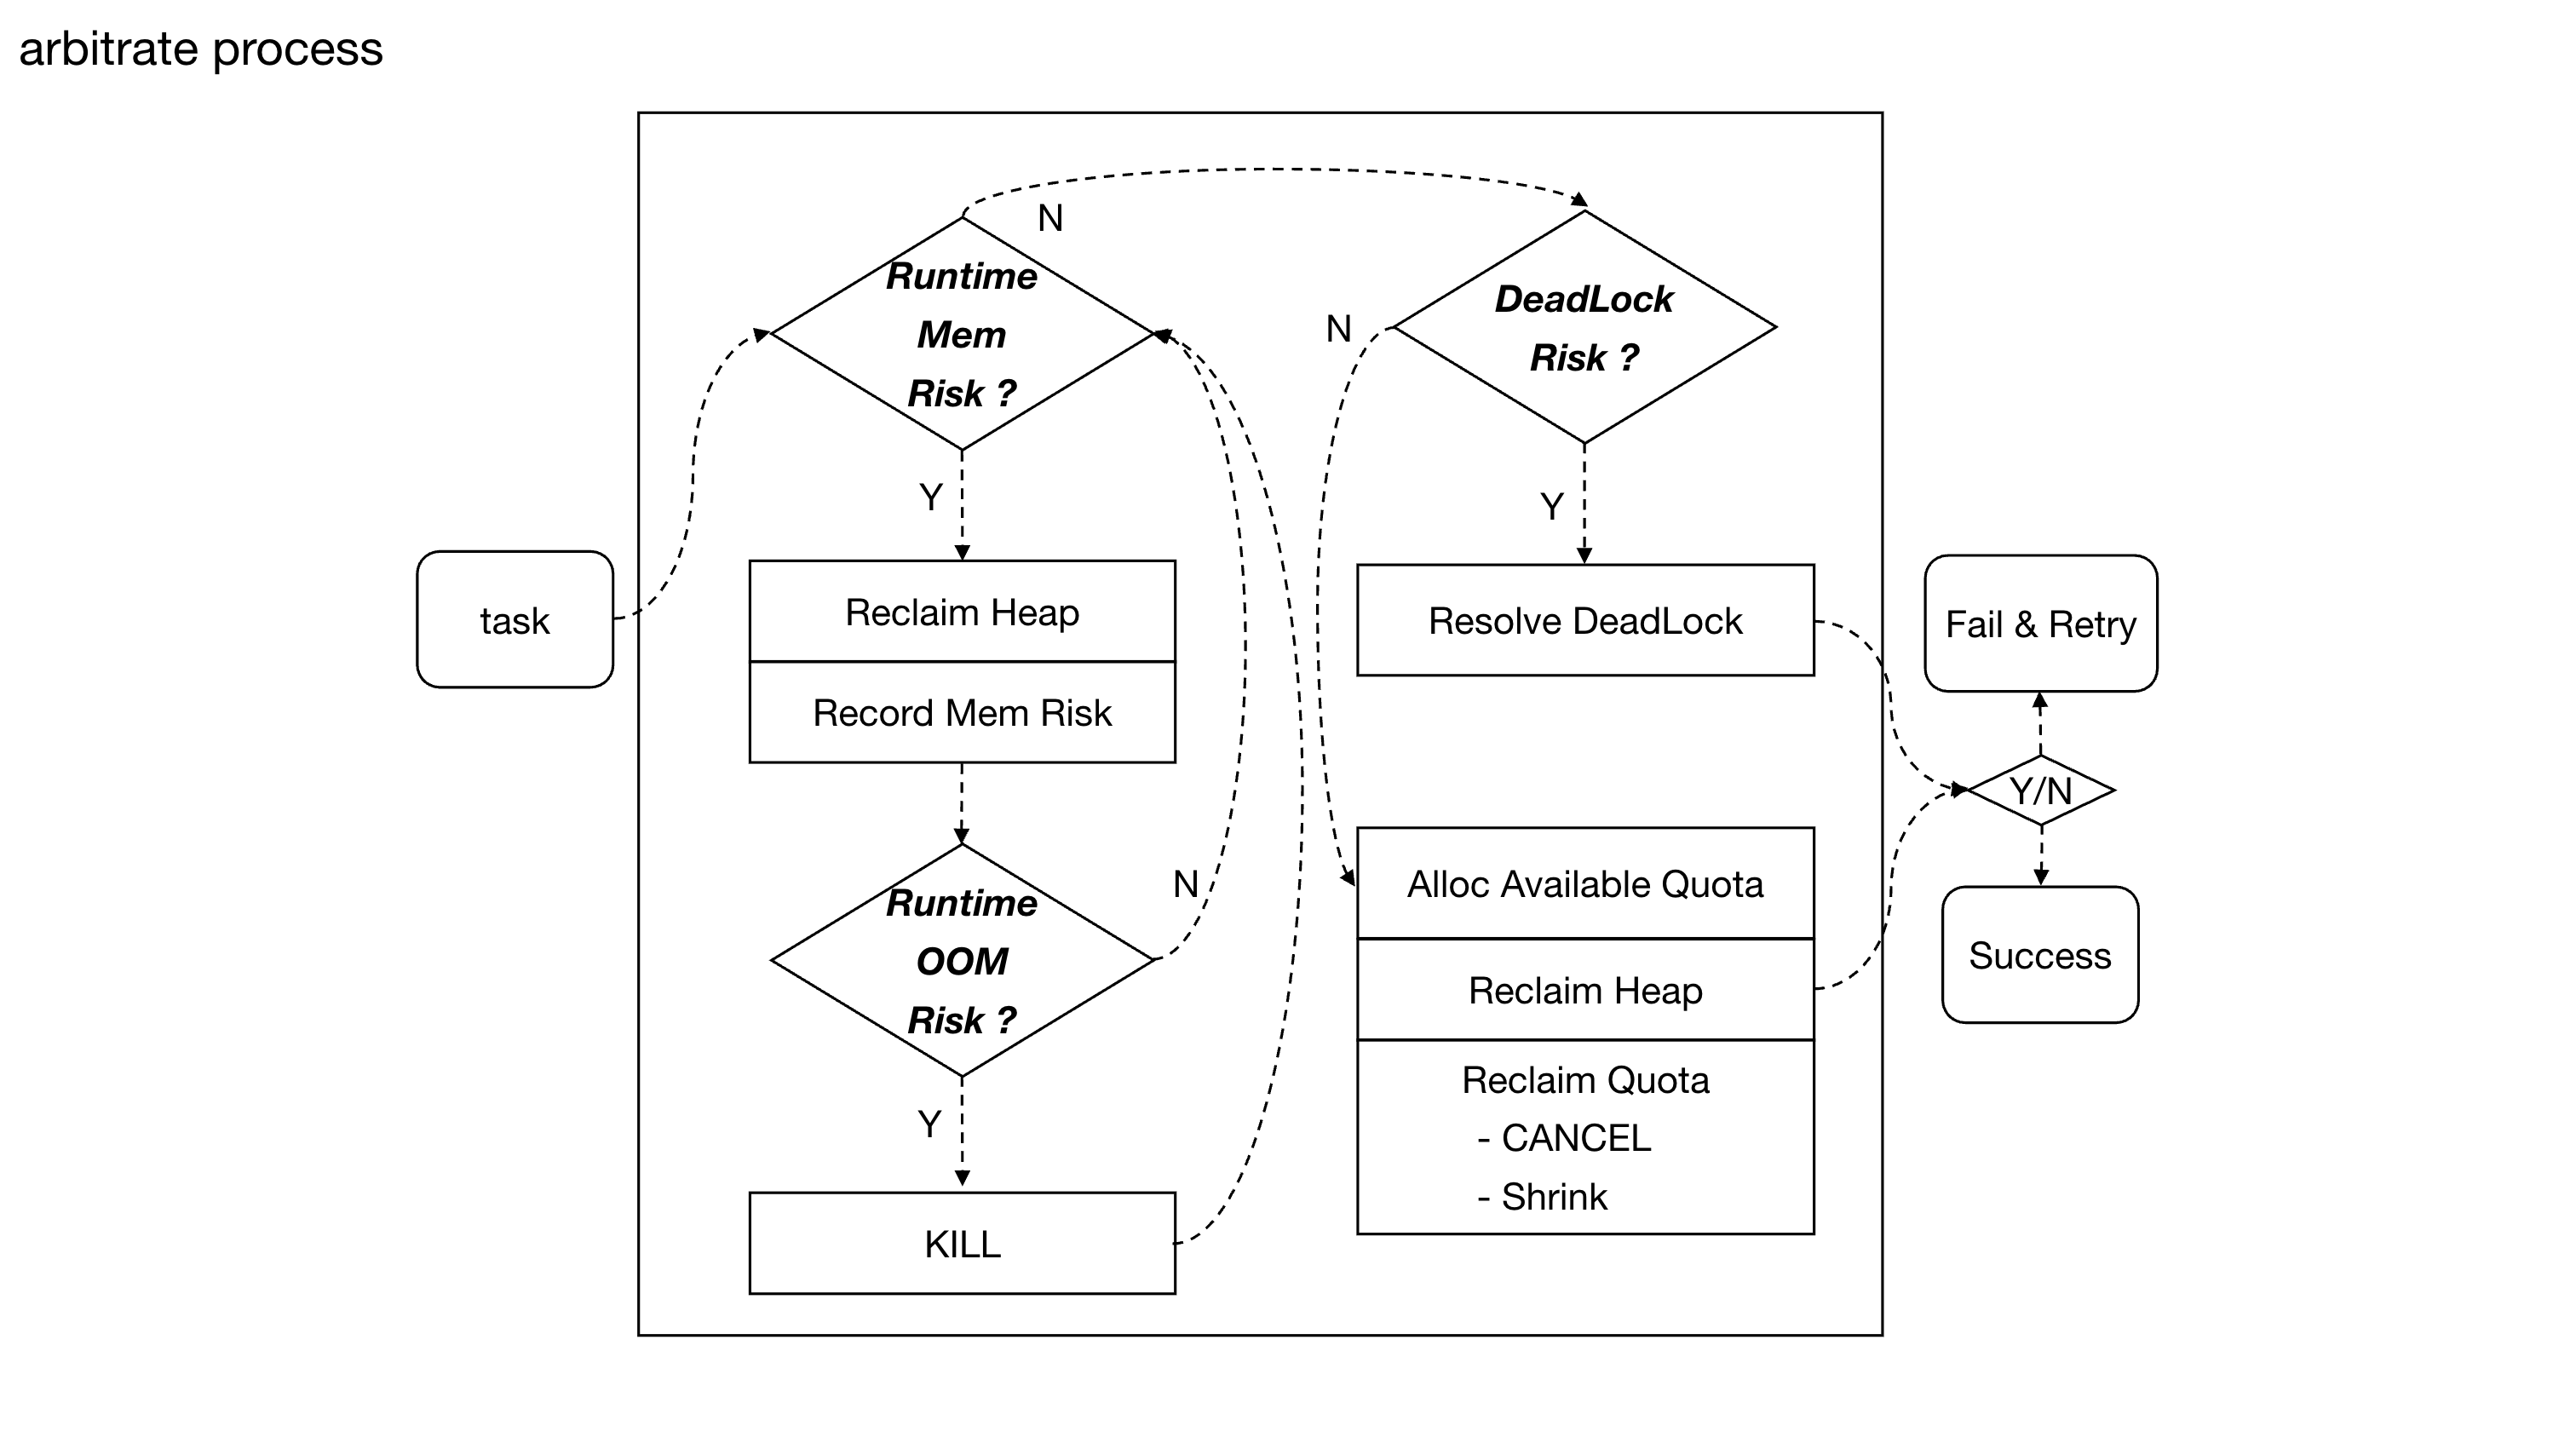 arbitrate process
N
Runtime
Mem
Risk ?
DeadLock
Risk ?
N
Y
Y
task
Reclaim Heap
Record Mem Risk
Resolve DeadLock
Fail & Retry
Y/N
Runtime
OOM
Risk ?
N
Alloc Available Quota
Reclaim Heap
Reclaim Quota
- CANCEL
- Shrink
Success
Y
KILL